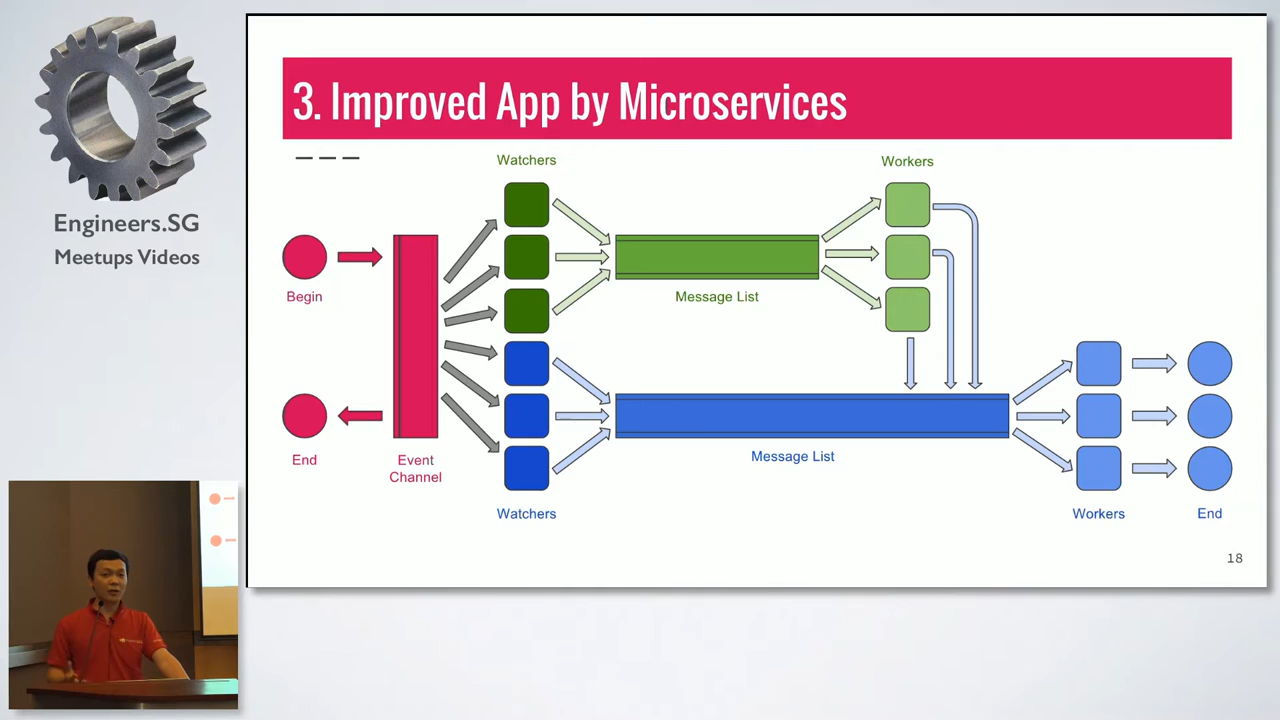 Engineers.SG
Meetups Videos
3. Improved App by Microservices
Watchers
Workers
Begin
Message List
End
Event
Channel
Message List
Watchers
Workers
End
18